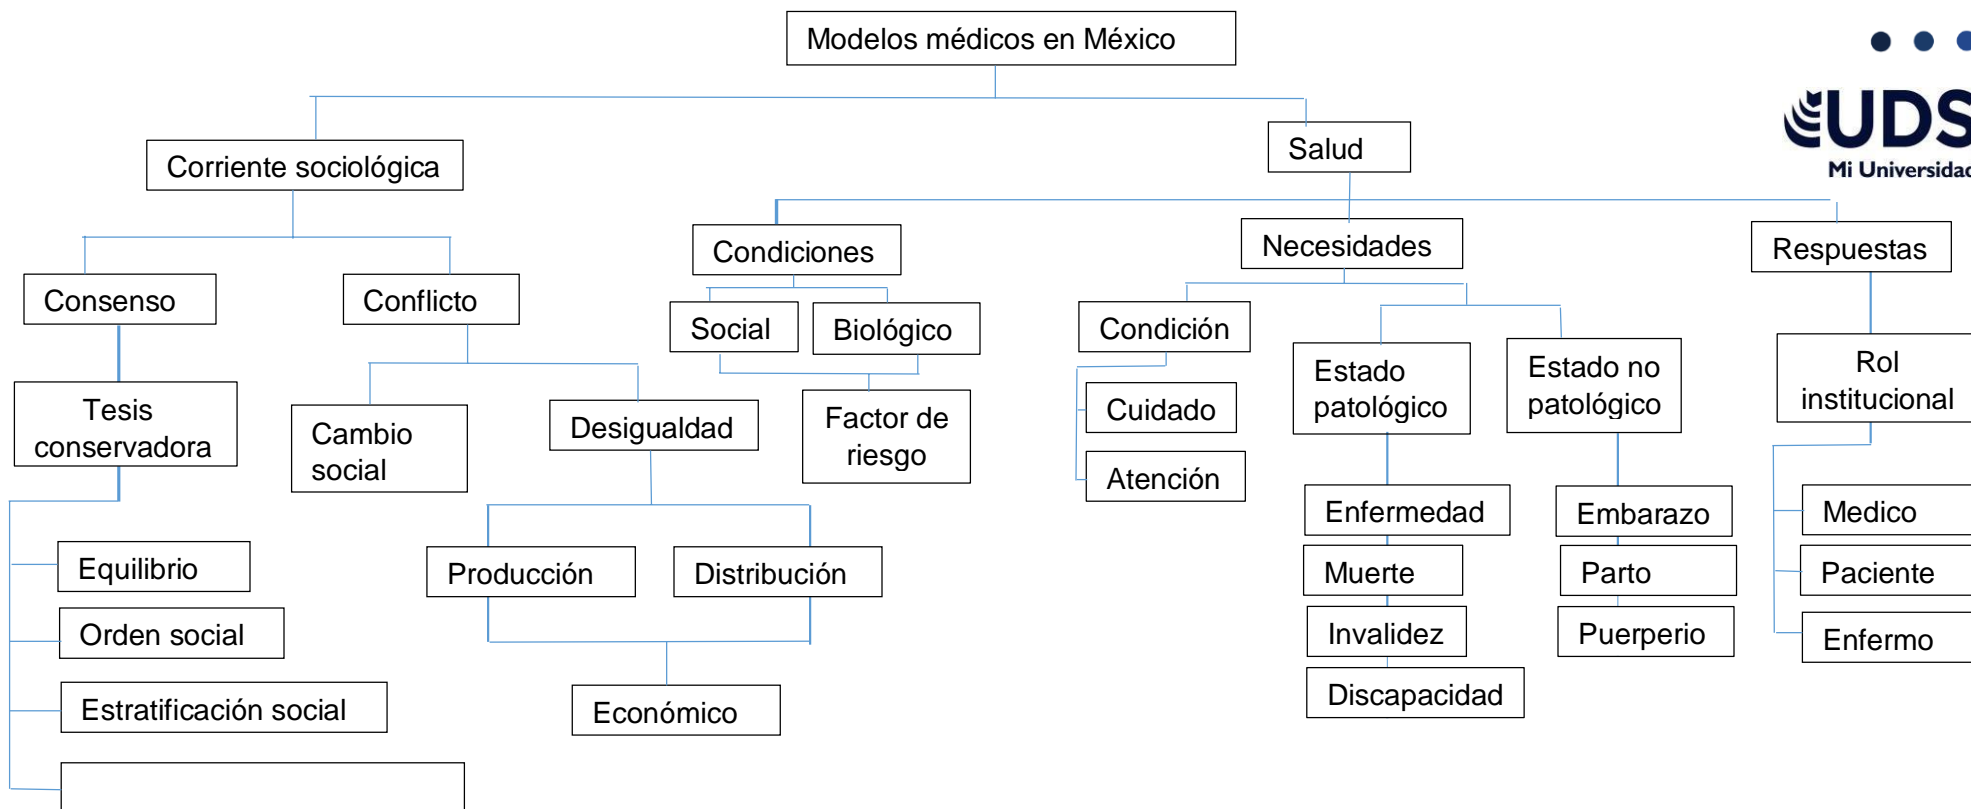 Modelos médicos en México
UDS
Mi Universidad
Corriente sociológica
Salud
Condiciones
Necesidades
Respuestas
Consenso
Conflicto
Social
Biológico
Condición
Estado
patológico
Estado no
patológico
Rol
institucional
Tesis
conservadora
Cambio
social
Desigualdad
Factor de
riesgo
Cuidado
Atención
Enfermedad
Embarazo
Medico
Equilibrio
Producción
Distribución
Muerte
Parto
Paciente
Orden social
Invalidez
Puerperio
Enfermo
Estratificación social
Económico
Discapacidad